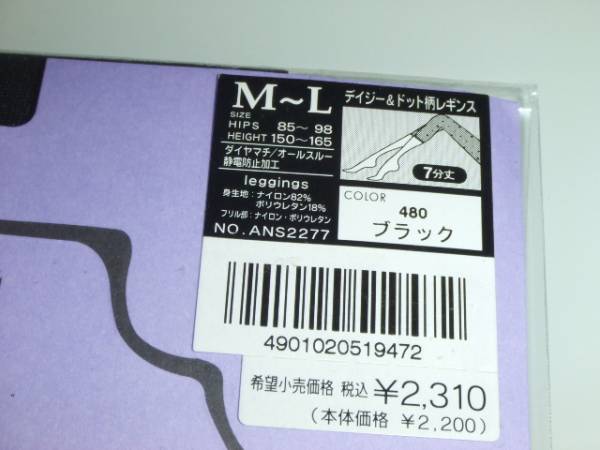 M~L
SIZE
HIPS 85～98
HEIGHT 150～165
ダイヤマチ/オールスルー
静電防止加工
leggings
身生地：ナイロン82%
ポリウレタン18%
フリル部：ナイロン・ポリウレタン
NO.ANS2277
デイジー&ドット柄レギンス
7分丈
COLOR
480
ブラック
4901020519472
希望小売価格 税込 ¥2,310
(本体価格 ¥2,200)